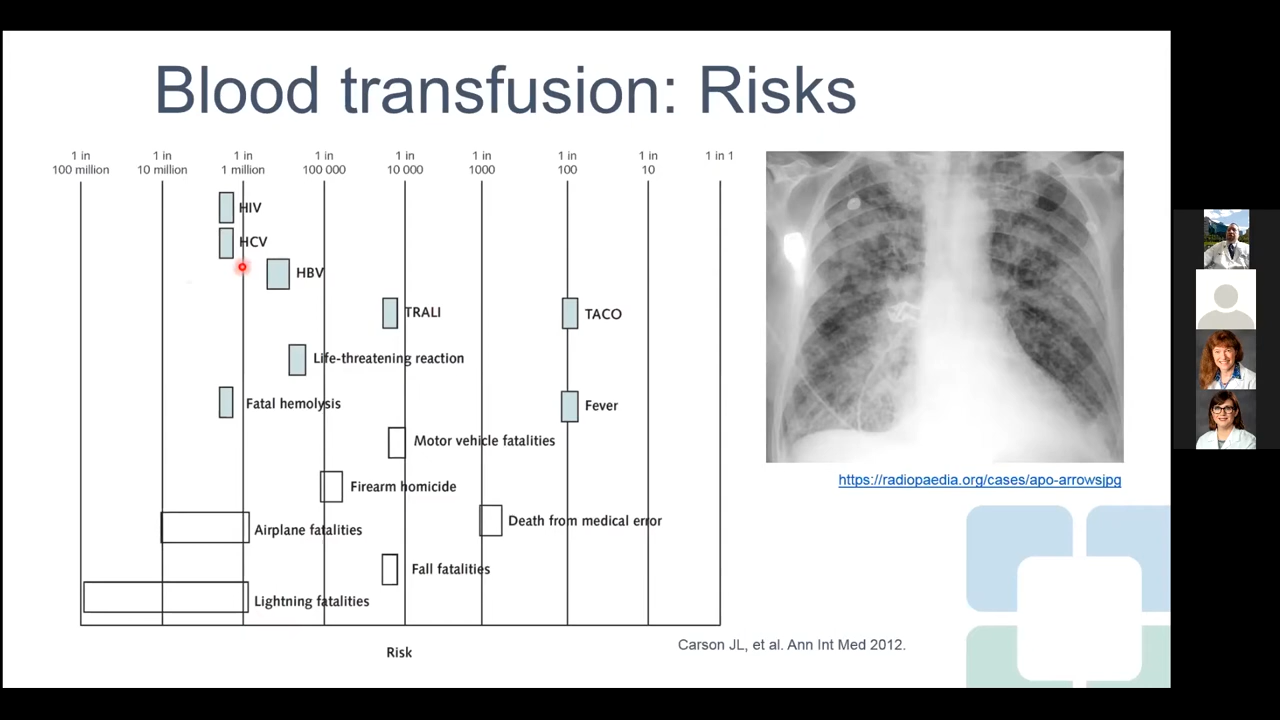 Blood transfusion: Risks
1 in
100 million
1 in
10 million
1 in
1 million
1 in
100 000
1 in
10 000
1 in
1000
1 in
100
1 in
10
1 in 1
HIV
HCV
HBV
TRALI
TACO
Life-threatening reaction
Fatal hemolysis
Fever
Motor vehicle fatalities
Firearm homicide
Death from medical error
Airplane fatalities
Fall fatalities
Lightning fatalities
Risk
https://radiopaedia.org/cases/apo-arrowsjpg
Carson JL, et al. Ann Int Med 2012.